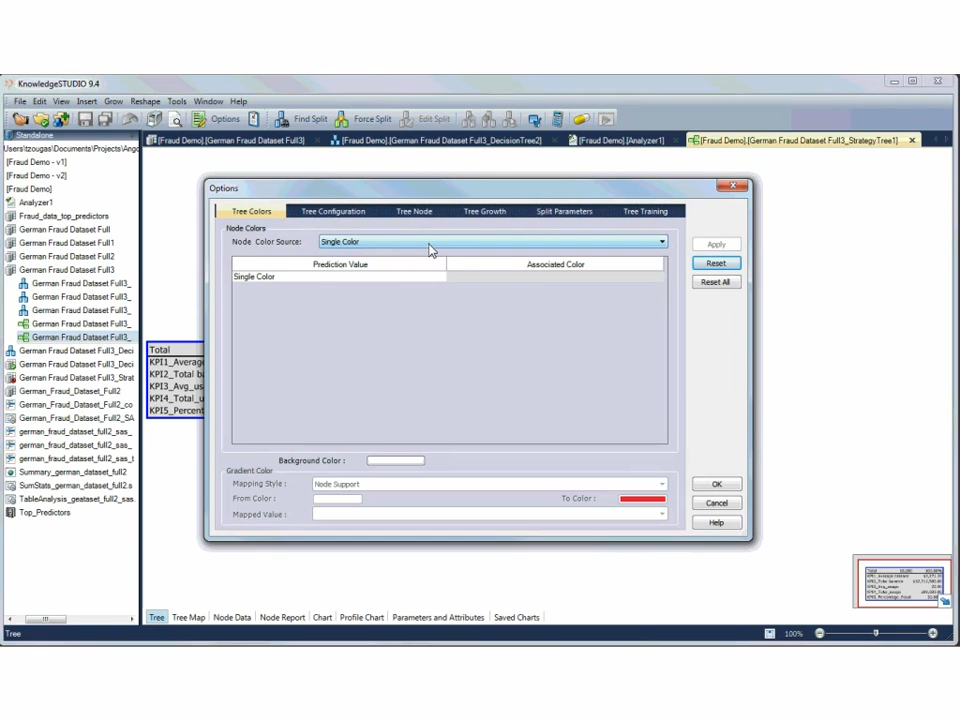 KnowledgeSTUDIO 9.4
File Edit View Insert Grow Reshape Tools Window Help
Options Find Split Force Split Edit Split
Standalone
[Fraud Demo].[German Fraud Dataset Full3]
[Fraud Demo].[German Fraud Dataset Full3_DecisionTree2]
[Fraud Demo].[Analyzer1]
[Fraud Demo].[German Fraud Dataset Full3_StrategyTree1]
Users\tzougas\Documents\Projects\Ango
[Fraud Demo - v1]
[Fraud Demo - v2]
[Fraud Demo]
Analyzer1
Fraud_data_top_predictors
German Fraud Dataset Full
German Fraud Dataset Full1
German Fraud Dataset Full2
German Fraud Dataset Full3
German Fraud Dataset Full3_
German Fraud Dataset Full3_
German Fraud Dataset Full3_
German Fraud Dataset Full3_
German Fraud Dataset Full3_
German Fraud Dataset Full3_Deci
German Fraud Dataset Full3_Deci
German Fraud Dataset Full3_Strat
German_Fraud_Dataset_Full2
German_Fraud_Dataset_Full2_co
German_Fraud_Dataset_Full2_SA
german_fraud_dataset_full2_sas_
german_fraud_dataset_full2_sas_
german_fraud_dataset_full2_sas_t
Summary_german_dataset_full2
SumStats_german_dataset_full2.s
TableAnalysis_geataset_full2_sas.
Top_Predictors
Total
KPI1_Average
KPI2_Total ba
KPI3_Avg_us
KPI4_Total_u
KPI5_Percent
Options
Tree Colors Tree Configuration Tree Node Tree Growth Split Parameters Tree Training
Node Colors
Node Color Source: Single Color
Prediction Value Associated Color
Single Color
Background Color :
Gradient Color
Mapping Style : Node Support
From Color : To Color :
Mapped Value :
Apply
Reset
Reset All
OK
Cancel
Help
Tree Tree Map Node Data Node Report Chart Profile Chart Parameters and Attributes Saved Charts
Tree 100%